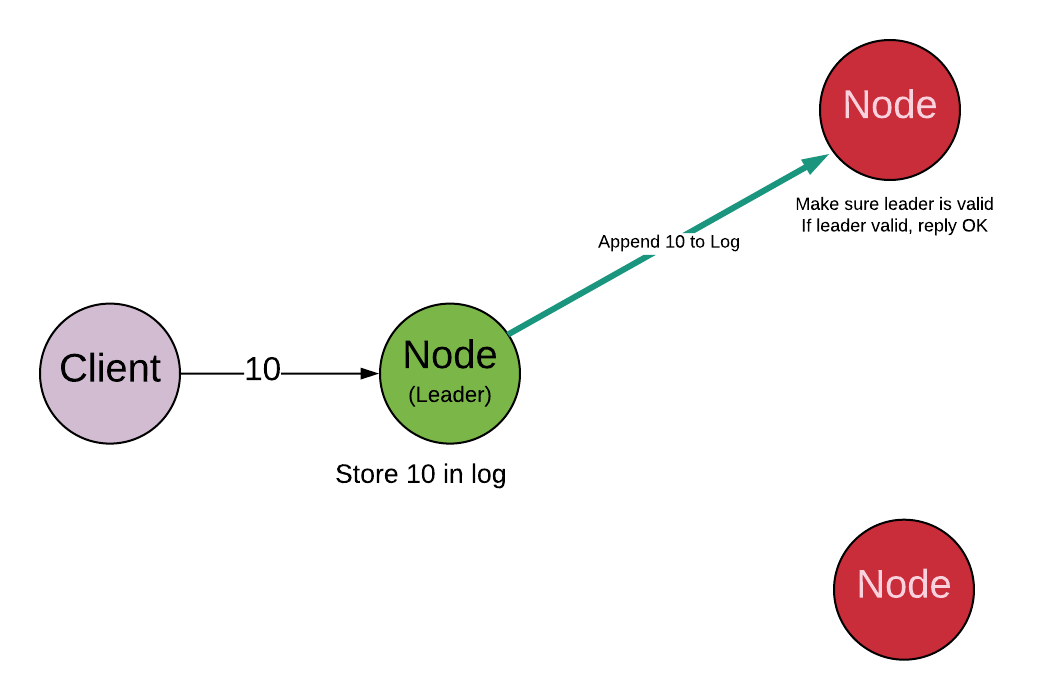 Node
Make sure leader is valid
If leader valid, reply OK
Append 10 to Log
Client
10
Node
(Leader)
Store 10 in log
Node